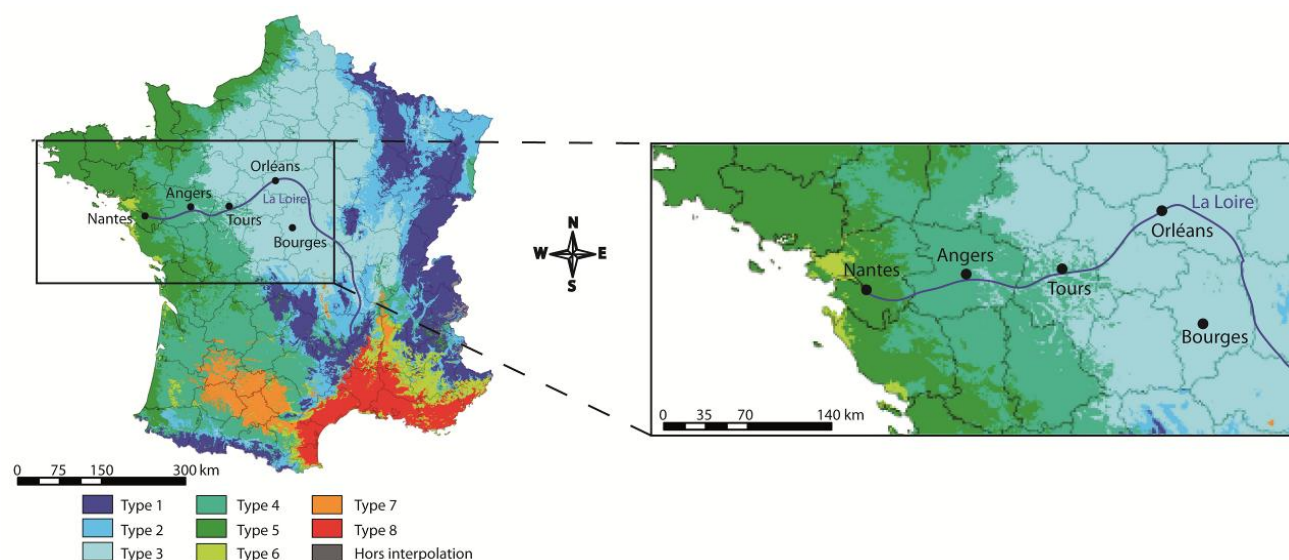 Orléans
Angers
La Loire
Nantes
Tours
Bourges
N
W E
S
La Loire
Orléans
Angers
Nantes
Tours
Bourges
0 35 70 140 km
0 75 150 300 km
Type 1 Type 4 Type 7
Type 2 Type 5 Type 8
Type 3 Type 6 Hors interpolation